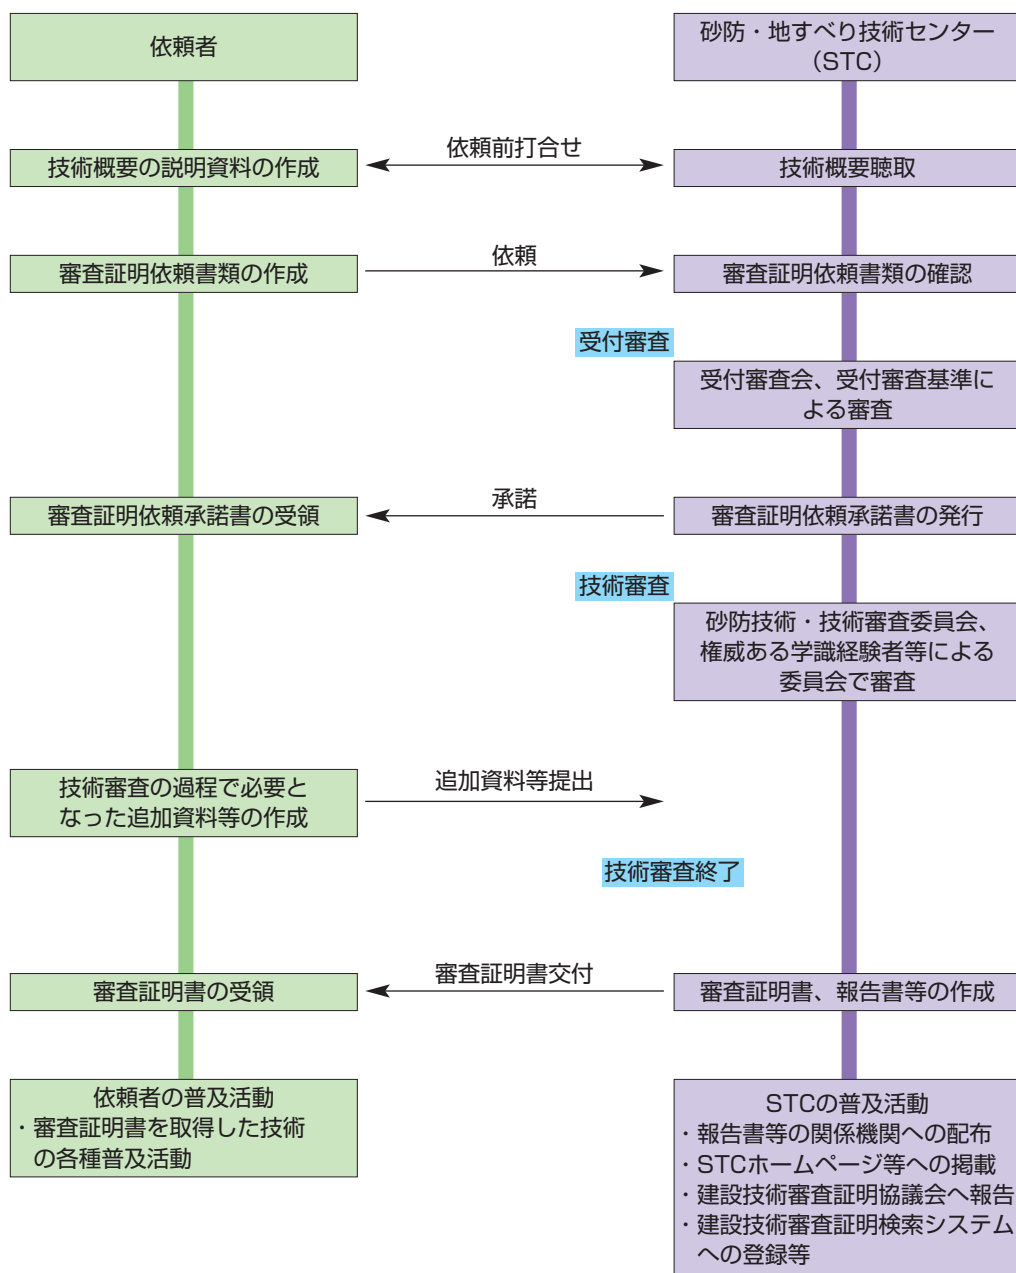 依頼者
砂防・地すべり技術センター
（STC）
技術概要の説明資料の作成
依頼前打合せ
技術概要聴取
審査証明依頼書類の作成
依頼
審査証明依頼書類の確認
受付審査
受付審査会、受付審査基準に
よる審査
審査証明依頼承諾書の受領
承諾
審査証明依頼承諾書の発行
技術審査
砂防技術・技術審査委員会、
権威ある学識経験者等による
委員会で審査
技術審査の過程で必要と
なった追加資料等の作成
追加資料等提出
技術審査終了
審査証明書の受領
審査証明書交付
審査証明書、報告書等の作成
依頼者の普及活動
・審査証明書を取得した技術
の各種普及活動
STCの普及活動
・報告書等の関係機関への配布
・STCホームページ等への掲載
・建設技術審査証明協議会へ報告
・建設技術審査証明検索システム
への登録等